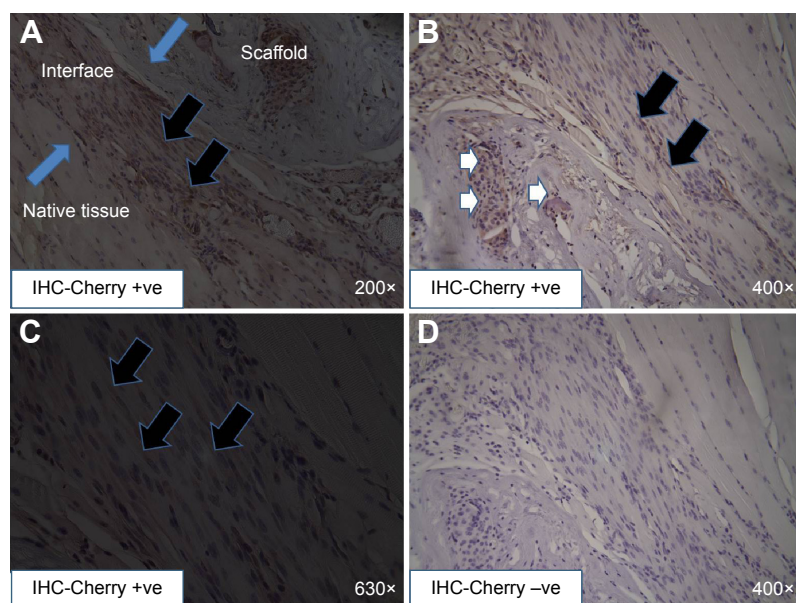 A
Interface
Scaffold
Native tissue
IHC-Cherry +ve
200×
B
IHC-Cherry +ve
400×
C
IHC-Cherry +ve
630×
D
IHC-Cherry –ve
400×